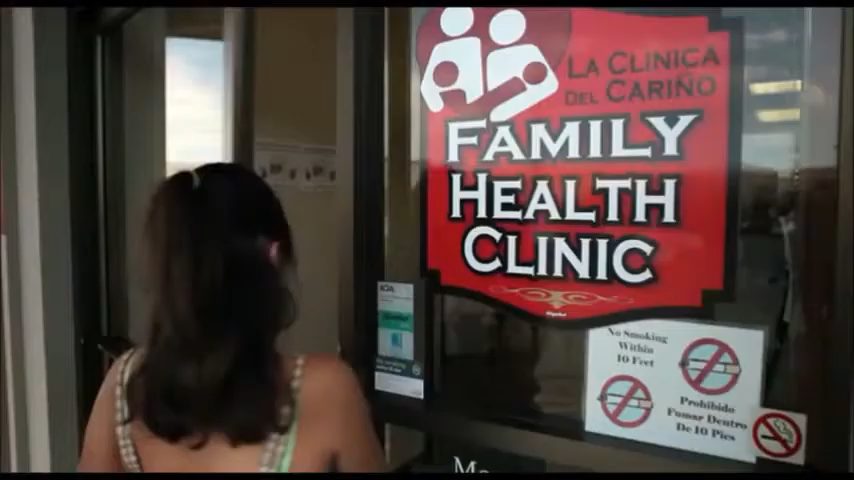 LA CLINICA
DEL CARIÑO
FAMILY
HEALTH
CLINIC
No Smoking
Within
10 Feet
Prohibido
Fumar Dentro
De 10 Pies